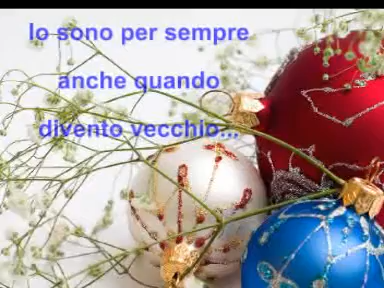 Io sono per sempre
anche quando
divento vecchio...